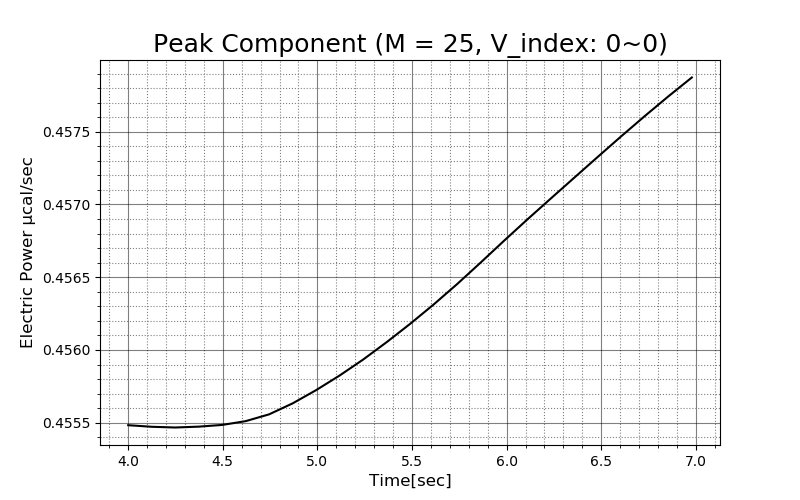 Peak Component (M = 25, V_index: 0~0)
Electric Power μcal/sec
0.4575
0.4570
0.4565
0.4560
0.4555
4.0 4.5 5.0 5.5 6.0 6.5 7.0
Time[sec]